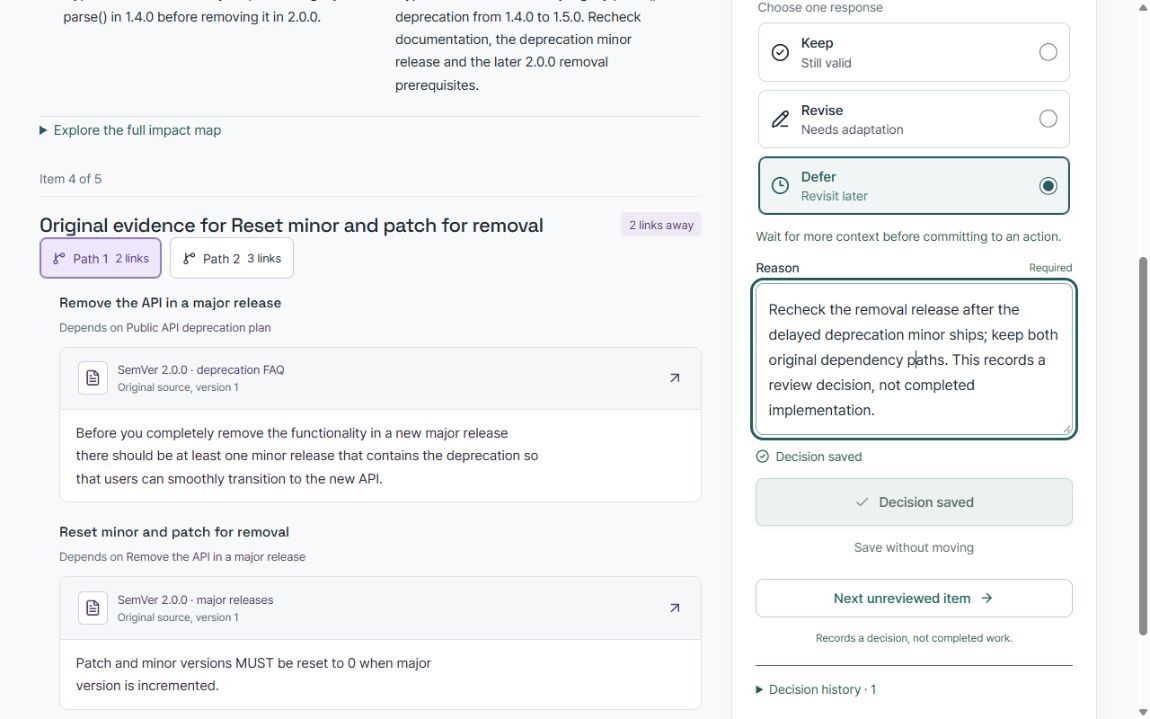 parse() in 1.4.0 before removing it in 2.0.0.
deprecation from 1.4.0 to 1.5.0. Recheck
documentation, the deprecation minor
release and the later 2.0.0 removal
prerequisites.
Explore the full impact map
Item 4 of 5
Original evidence for Reset minor and patch for removal
2 links away
Path 1 2 links
Path 2 3 links
Remove the API in a major release
Depends on Public API deprecation plan
SemVer 2.0.0 · deprecation FAQ
Original source, version 1
Before you completely remove the functionality in a new major release
there should be at least one minor release that contains the deprecation so
that users can smoothly transition to the new API.
Reset minor and patch for removal
Depends on Remove the API in a major release
SemVer 2.0.0 · major releases
Original source, version 1
Patch and minor versions MUST be reset to 0 when major
version is incremented.
Choose one response
Keep
Still valid
Revise
Needs adaptation
Defer
Revisit later
Wait for more context before committing to an action.
Reason
Required
Recheck the removal release after the
delayed deprecation minor ships; keep both
original dependency paths. This records a
review decision, not completed
implementation.
Decision saved
Decision saved
Save without moving
Next unreviewed item
Records a decision, not completed work.
Decision history · 1